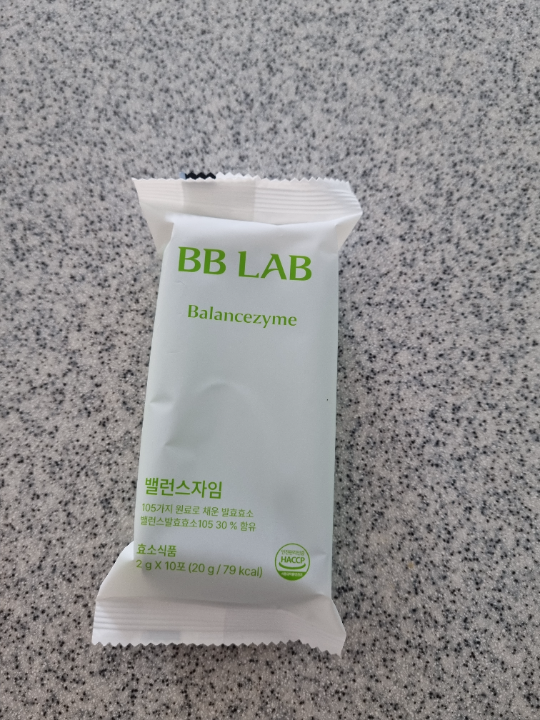 BB LAB
Balancezyme
밸런스자임
105가지 원료로 채운 발효효소
밸런스발효효소105 30 % 함유
효소식품
2 g X 10포 (20 g / 79 kcal)
HACCP